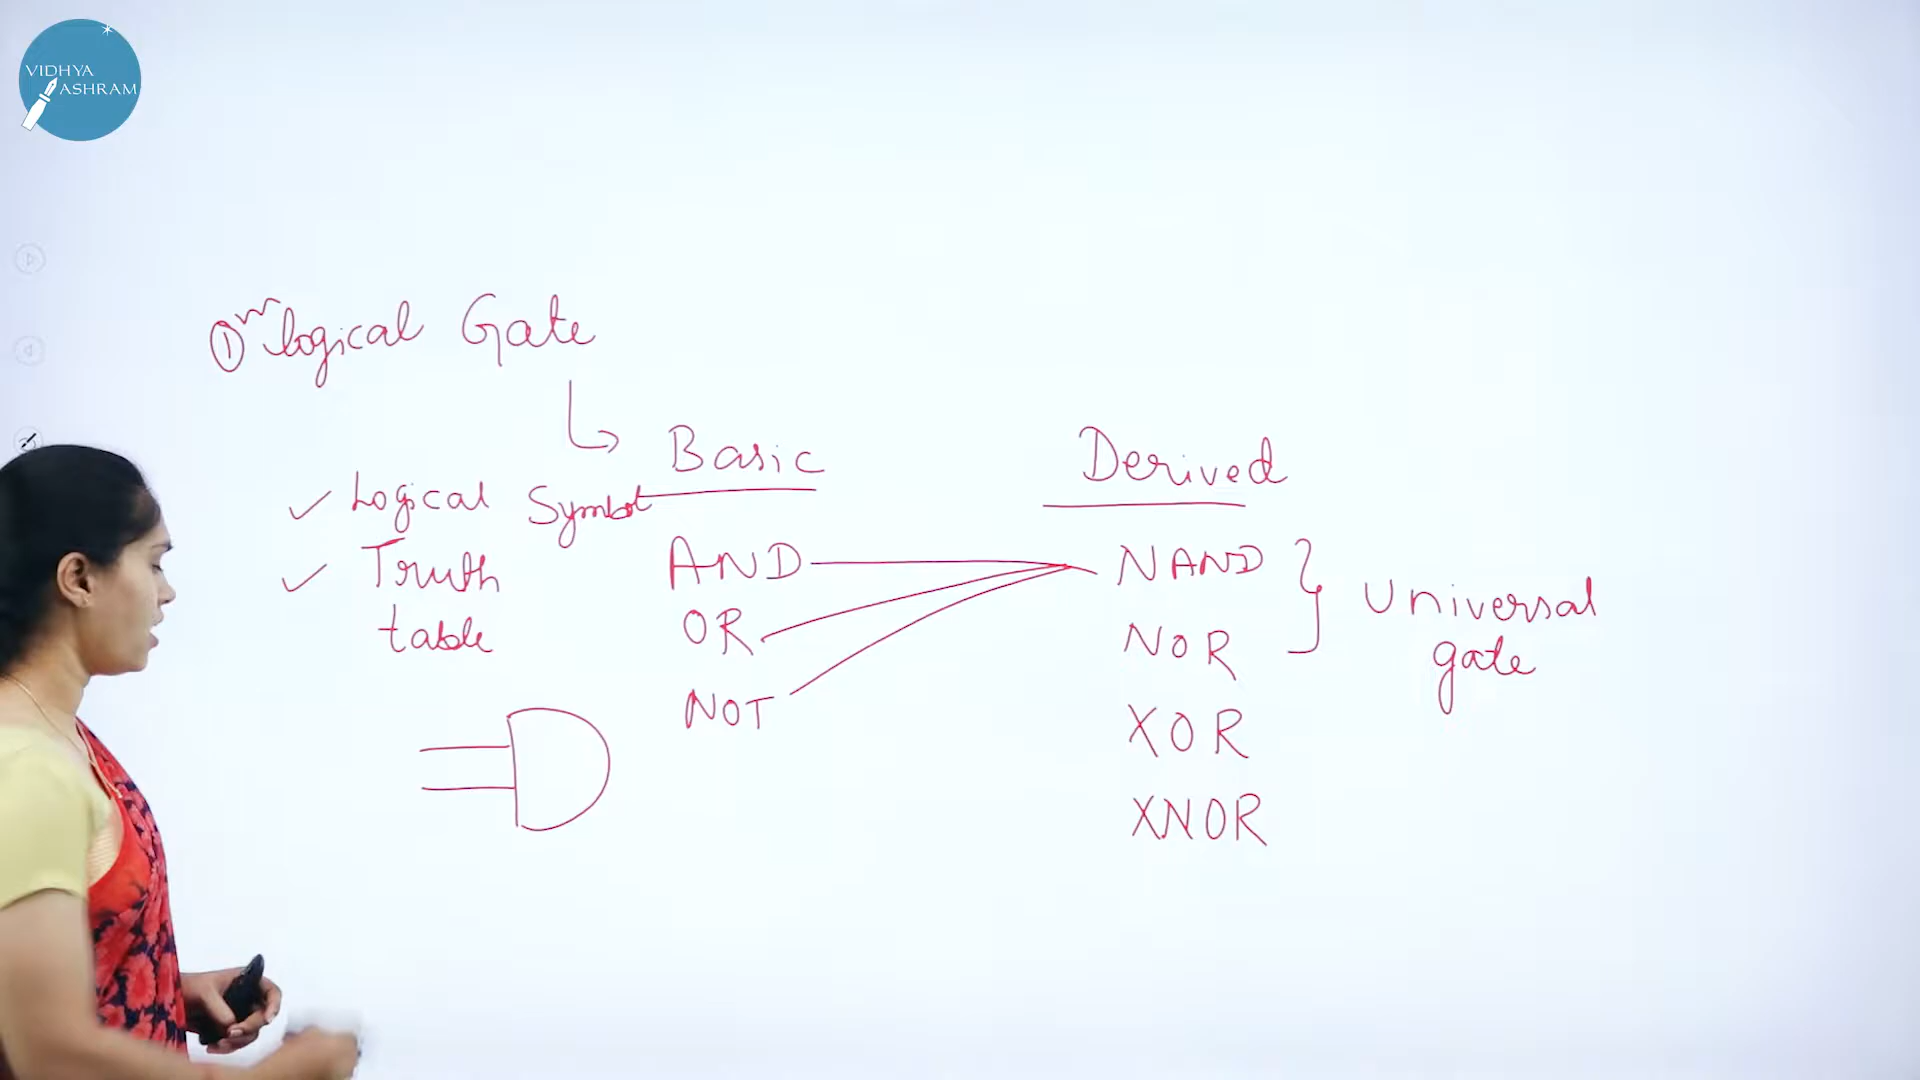 VIDHYA
ASHRAM
① Logical Gate
Basic
Derived
✓ Logical Symbol
✓ Truth
table
AND
OR
NOT
NAND
NOR
XOR
XNOR
Universal
gate